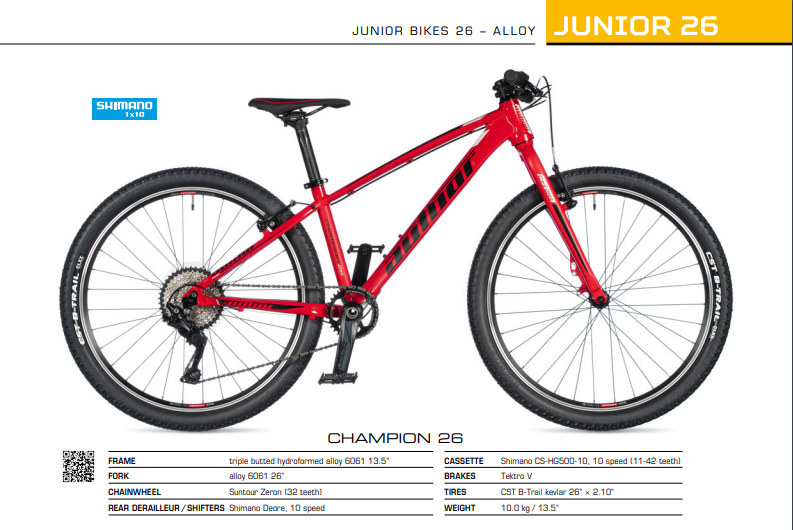 JUNIOR BIKES 26 – ALLOY
JUNIOR 26
SHIMANO
1x10
author
CST B-TRAIL
CST B-TRAIL
CHAMPION 26
FRAME triple butted hydroformed alloy 6061 13.5"
FORK alloy 6061 26"
CHAINWHEEL Suntour Zeron (32 teeth)
REAR DERAILLEUR / SHIFTERS Shimano Deore, 10 speed
CASSETTE Shimano CS-HG500-10, 10 speed (11-42 teeth)
BRAKES Tektro V
TIRES CST B-Trail kevlar 26" × 2.10"
WEIGHT 10.0 kg / 13.5"